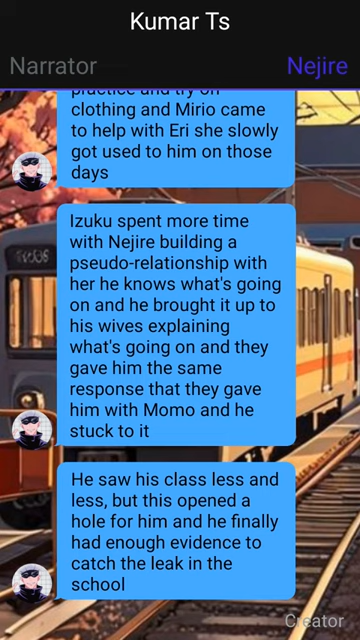 Kumar Ts
Narrator
Nejire
practice and try on
clothing and Mirio came
to help with Eri she slowly
got used to him on those
days
Izuku spent more time
with Nejire building a
pseudo-relationship with
her he knows what's going
on and he brought it up to
his wives explaining
what's going on and they
gave him the same
response that they gave
him with Momo and he
stuck to it
He saw his class less and
less, but this opened a
hole for him and he finally
had enough evidence to
catch the leak in the
school
Creator